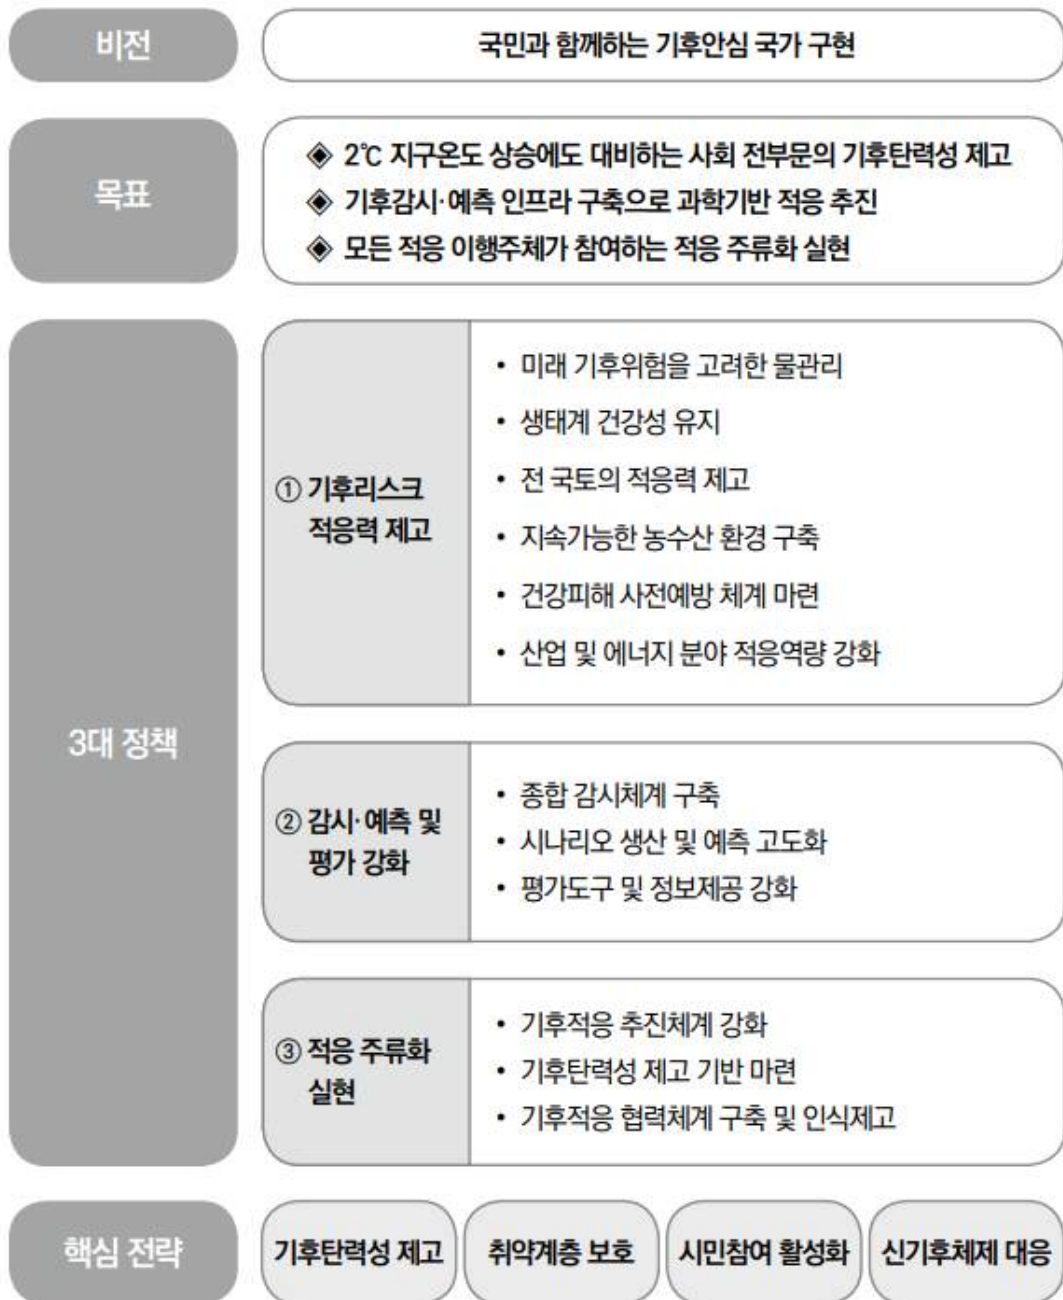 비전
국민과 함께하는 기후안심 국가 구현
목표
◈ 2℃ 지구온도 상승에도 대비하는 사회 전부문의 기후탄력성 제고
◈ 기후감시·예측 인프라 구축으로 과학기반 적응 추진
◈ 모든 적응 이행주체가 참여하는 적응 주류화 실현
3대 정책
① 기후리스크
적응력 제고
• 미래 기후위험을 고려한 물관리
• 생태계 건강성 유지
• 전 국토의 적응력 제고
• 지속가능한 농수산 환경 구축
• 건강피해 사전예방 체계 마련
• 산업 및 에너지 분야 적응역량 강화
② 감시·예측 및
평가 강화
• 종합 감시체계 구축
• 시나리오 생산 및 예측 고도화
• 평가도구 및 정보제공 강화
③ 적응 주류화
실현
• 기후적응 추진체계 강화
• 기후탄력성 제고 기반 마련
• 기후적응 협력체계 구축 및 인식제고
핵심 전략
기후탄력성 제고
취약계층 보호
시민참여 활성화
신기후체제 대응